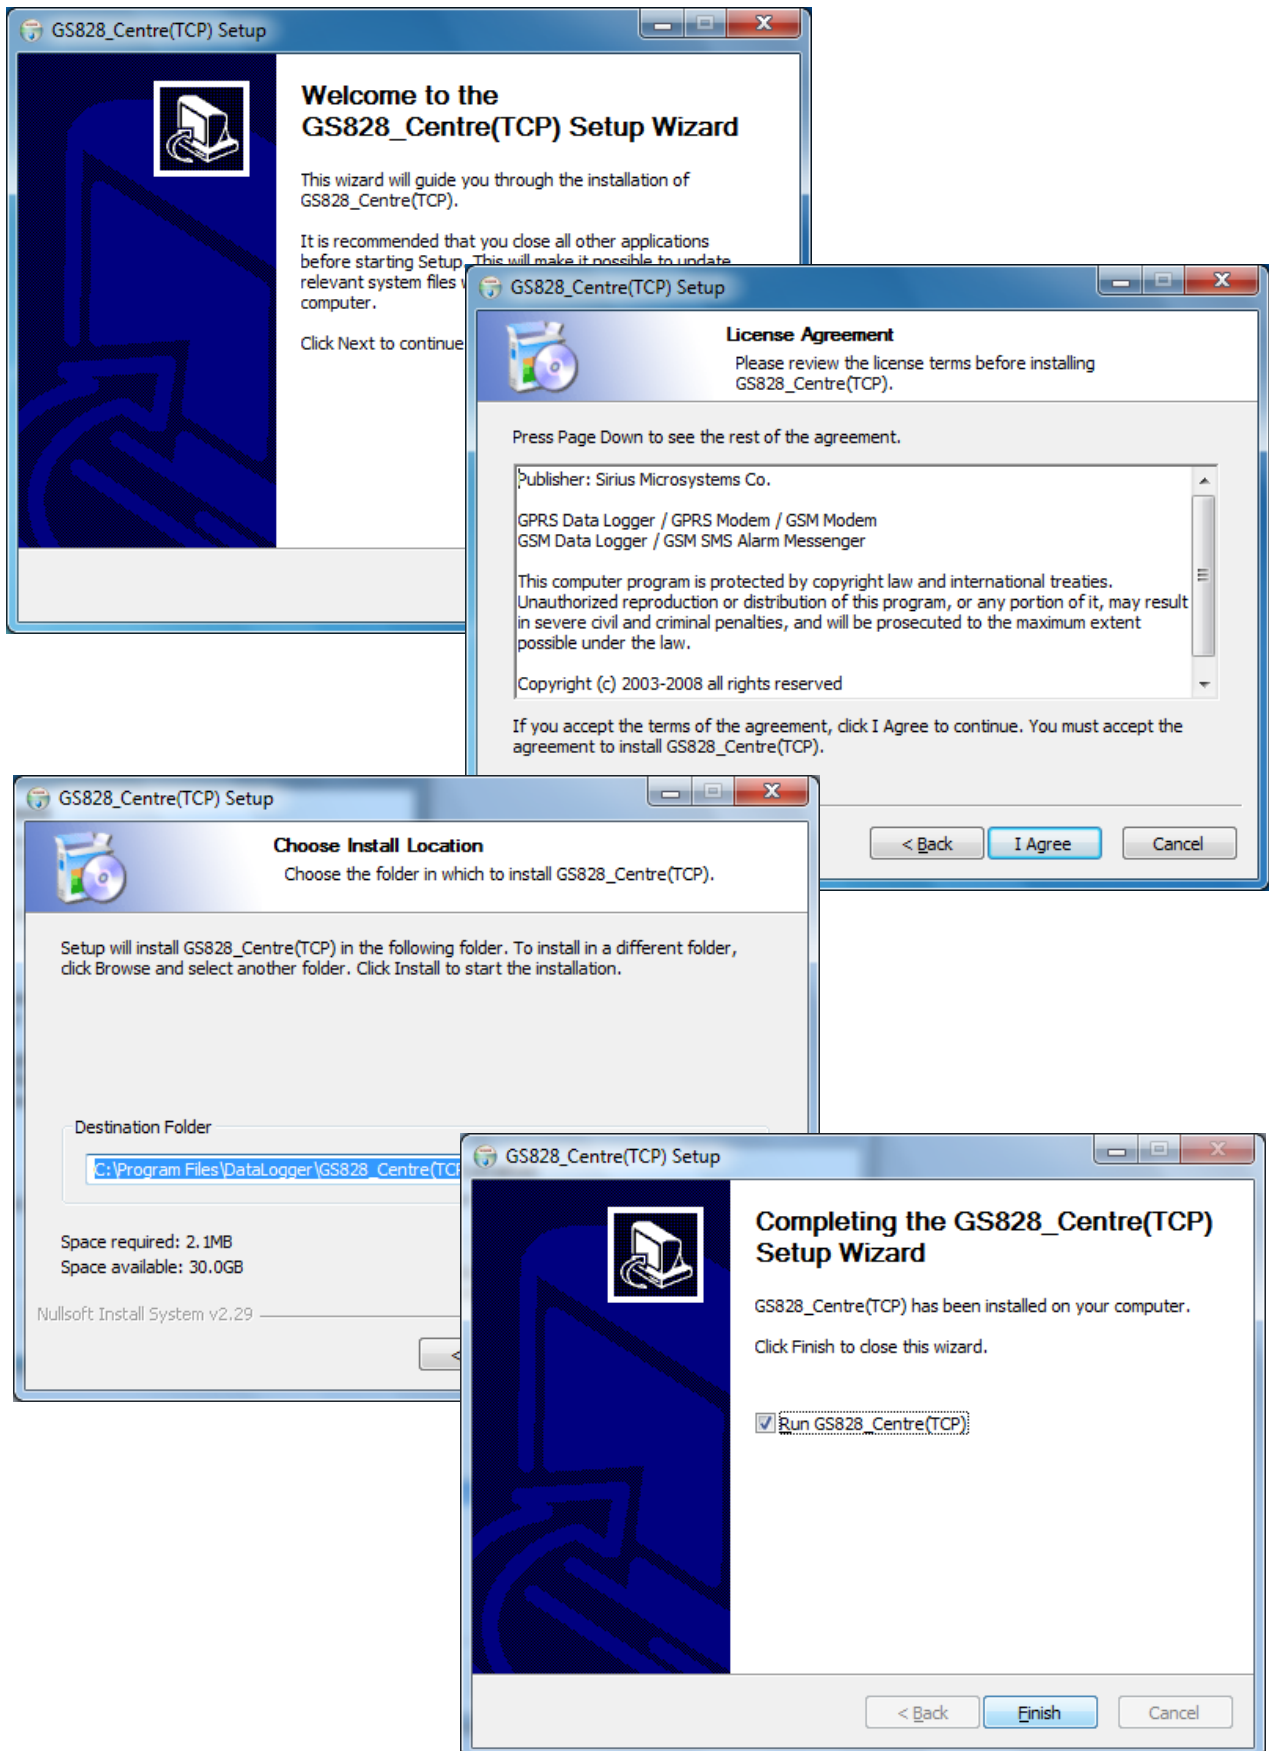 GS828_Centre(TCP) Setup
Welcome to the
GS828_Centre(TCP) Setup Wizard
This wizard will guide you through the installation of
GS828_Centre(TCP).
It is recommended that you close all other applications
before starting Setup. This will make it possible to update
relevant system files
computer.
Click Next to continue
GS828_Centre(TCP) Setup
License Agreement
Please review the license terms before installing
GS828_Centre(TCP).
Press Page Down to see the rest of the agreement.
Publisher: Sirius Microsystems Co.
GPRS Data Logger / GPRS Modem / GSM Modem
GSM Data Logger / GSM SMS Alarm Messenger
This computer program is protected by copyright law and international treaties.
Unauthorized reproduction or distribution of this program, or any portion of it, may result
in severe civil and criminal penalties, and will be prosecuted to the maximum extent
possible under the law.
Copyright (c) 2003-2008 all rights reserved
If you accept the terms of the agreement, click I Agree to continue. You must accept the
agreement to install GS828_Centre(TCP).
< Back I Agree Cancel
GS828_Centre(TCP) Setup
Choose Install Location
Choose the folder in which to install GS828_Centre(TCP).
Setup will install GS828_Centre(TCP) in the following folder. To install in a different folder,
click Browse and select another folder. Click Install to start the installation.
Destination Folder
C:\Program Files\DataLogger\GS828_Centre(TCP
Space required: 2.1MB
Space available: 30.0GB
Nullsoft Install System v2.29
<
GS828_Centre(TCP) Setup
Completing the GS828_Centre(TCP)
Setup Wizard
GS828_Centre(TCP) has been installed on your computer.
Click Finish to close this wizard.
Run GS828_Centre(TCP)
< Back Finish Cancel